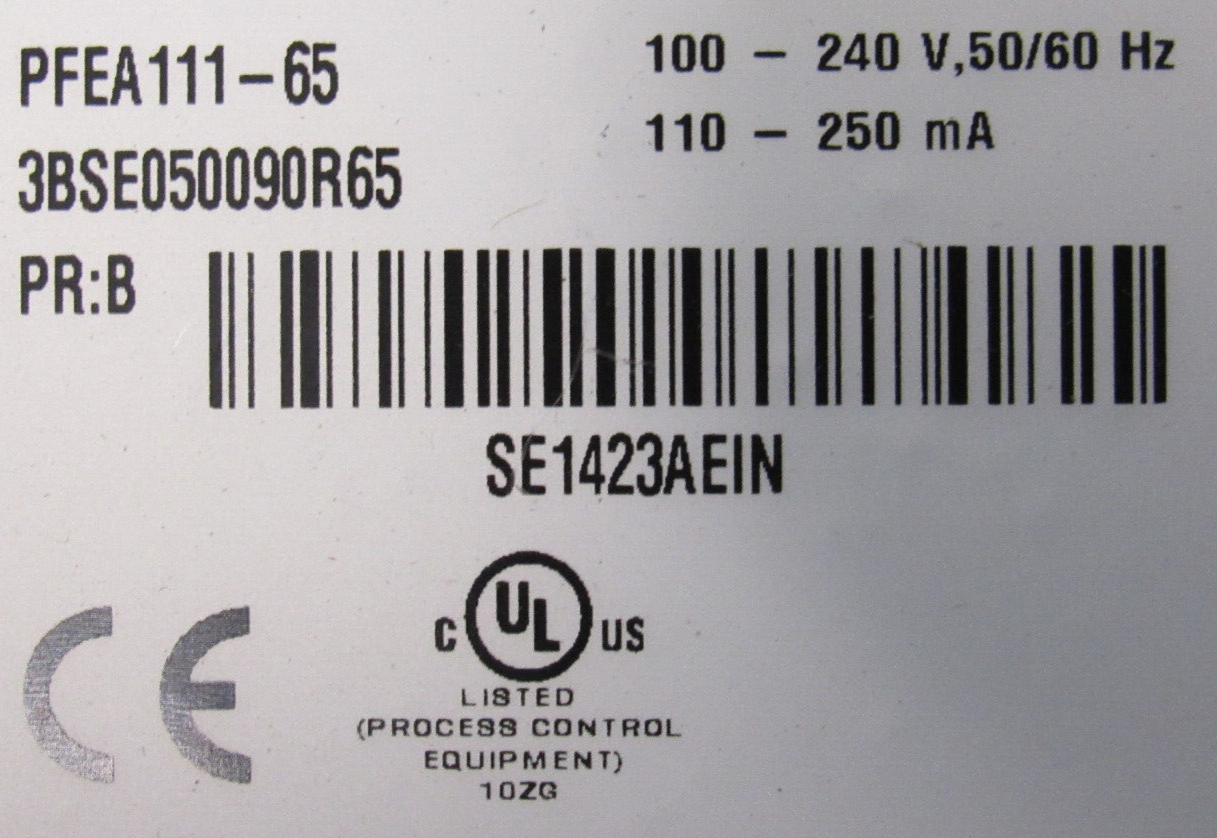 PFEA111-65
100 - 240 V,50/60 Hz
110 - 250 mA
3BSE050090R65
PR:B
SE1423AEIN
CE
C UL US
LISTED
(PROCESS CONTROL
EQUIPMENT)
10ZG